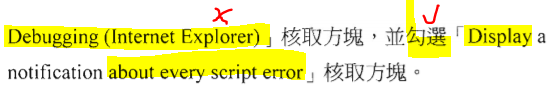 Debugging (Internet Explorer)」核取方塊，並勾選「Display a
notification about every script error」核取方塊。